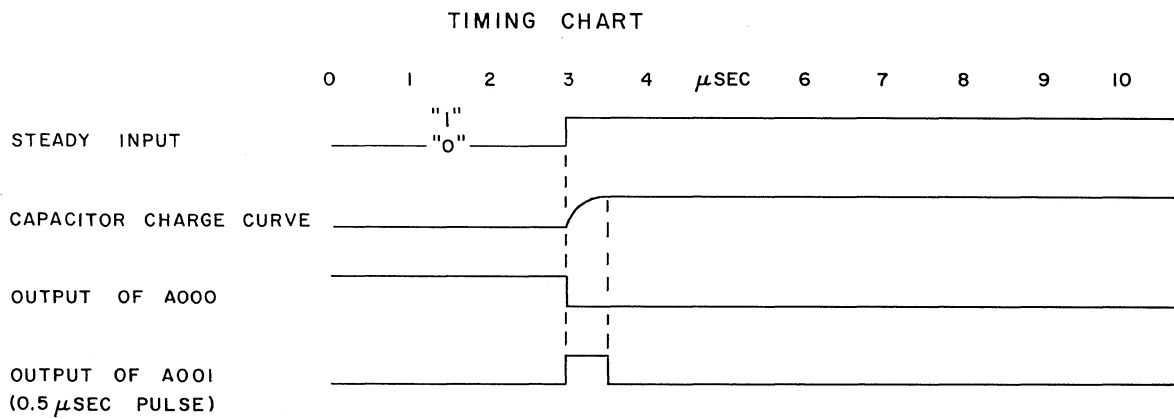 TIMING CHART
0 1 2 3 4 μSEC 6 7 8 9 10
"1"
STEADY INPUT "0"
CAPACITOR CHARGE CURVE
OUTPUT OF A000
OUTPUT OF A001
(0.5 μSEC PULSE)